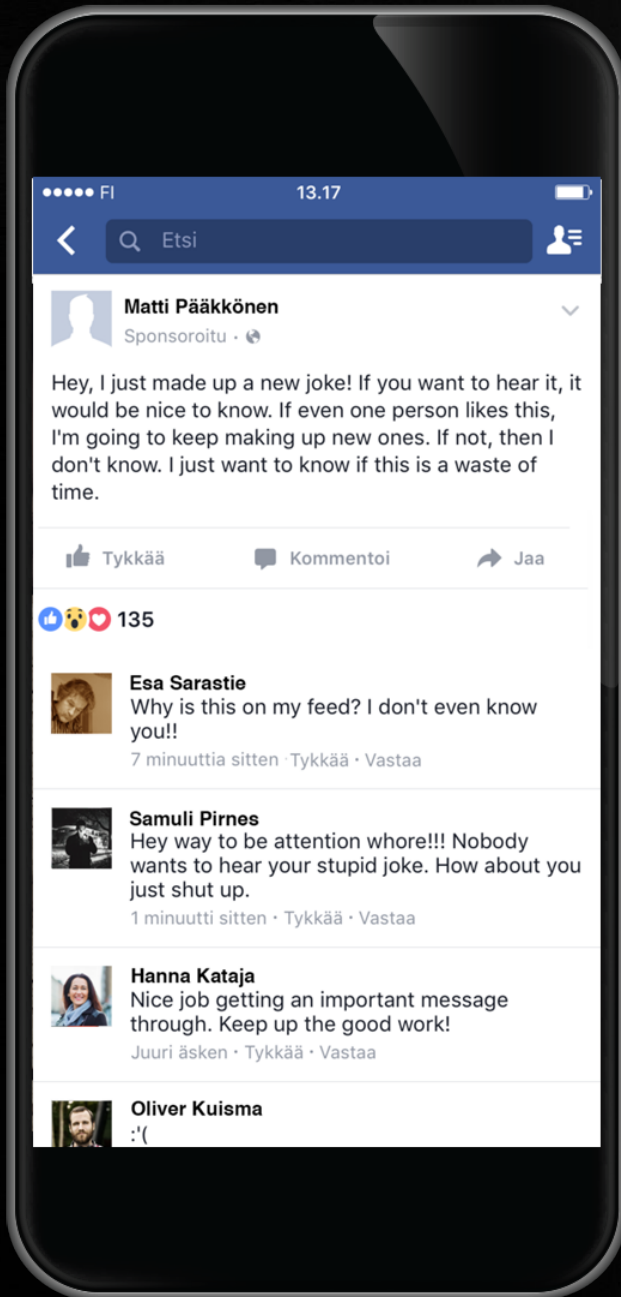 ●●●●● FI 13.17
Etsi
Matti Pääkkönen
Sponsoroitu ·
Hey, I just made up a new joke! If you want to hear it, it
would be nice to know. If even one person likes this,
I'm going to keep making up new ones. If not, then I
don't know. I just want to know if this is a waste of
time.
Tykkää Kommentoi Jaa
135
Esa Sarastie
Why is this on my feed? I don't even know
you!!
7 minuuttia sitten · Tykkää · Vastaa
Samuli Pirnes
Hey way to be attention whore!!! Nobody
wants to hear your stupid joke. How about you
just shut up.
1 minuutti sitten · Tykkää · Vastaa
Hanna Kataja
Nice job getting an important message
through. Keep up the good work!
Juuri äsken · Tykkää · Vastaa
Oliver Kuisma
:'(